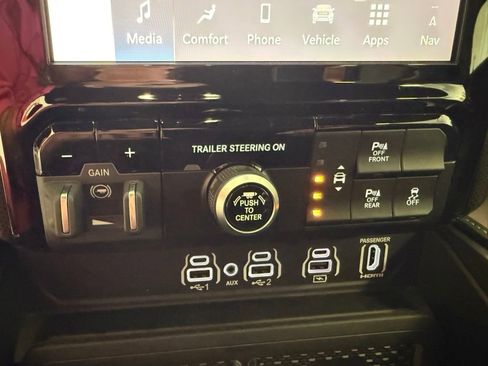 Media Comfort Phone Vehicle Apps Nav
- +
GAIN
TRAILER STEERING ON
PUSH
TO
CENTER
P OFF
FRONT
P OFF
REAR
OFF
1 AUX 2
PASSENGER
HDMI